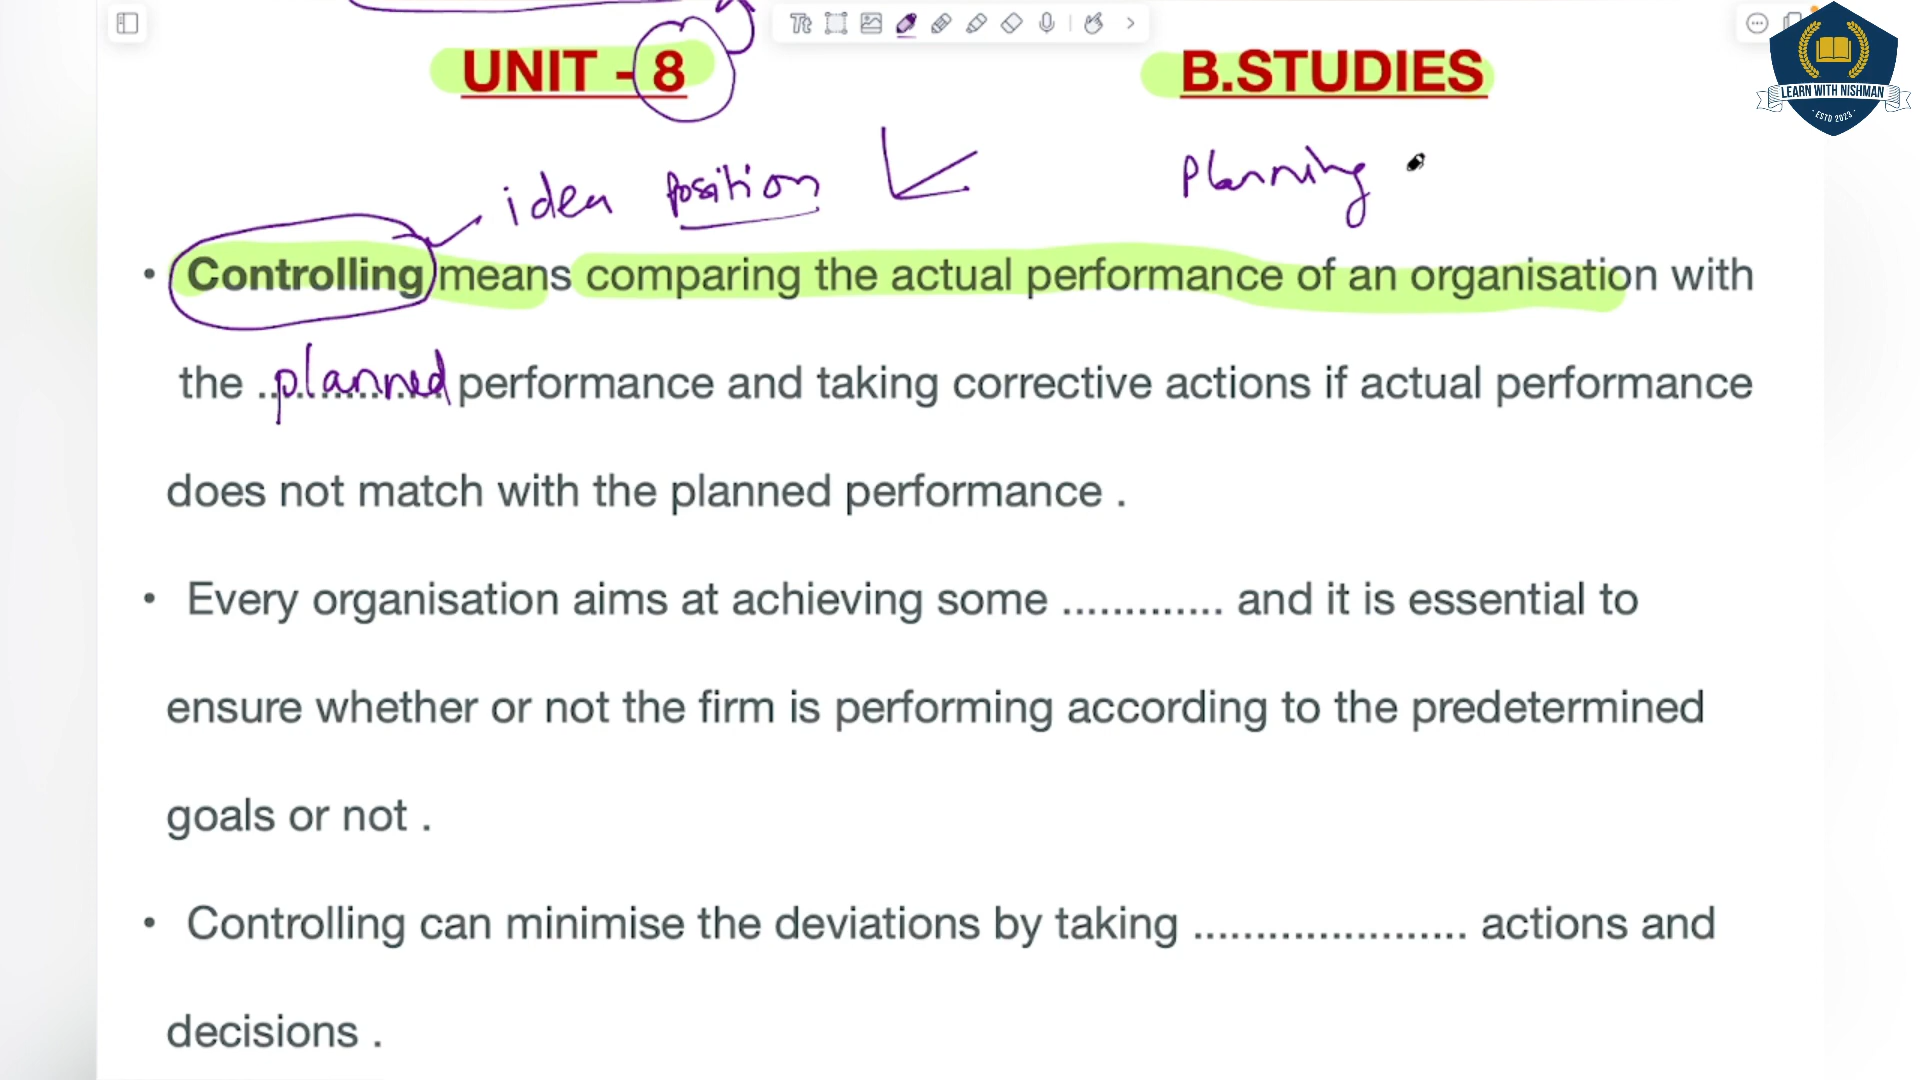 UNIT - 8 B.STUDIES
LEARN WITH NISHMAN
ESTD 2023
idea position planning
• Controlling means comparing the actual performance of an organisation with
the planned performance and taking corrective actions if actual performance
does not match with the planned performance .
• Every organisation aims at achieving some ............. and it is essential to
ensure whether or not the firm is performing according to the predetermined
goals or not .
• Controlling can minimise the deviations by taking ...................... actions and
decisions .